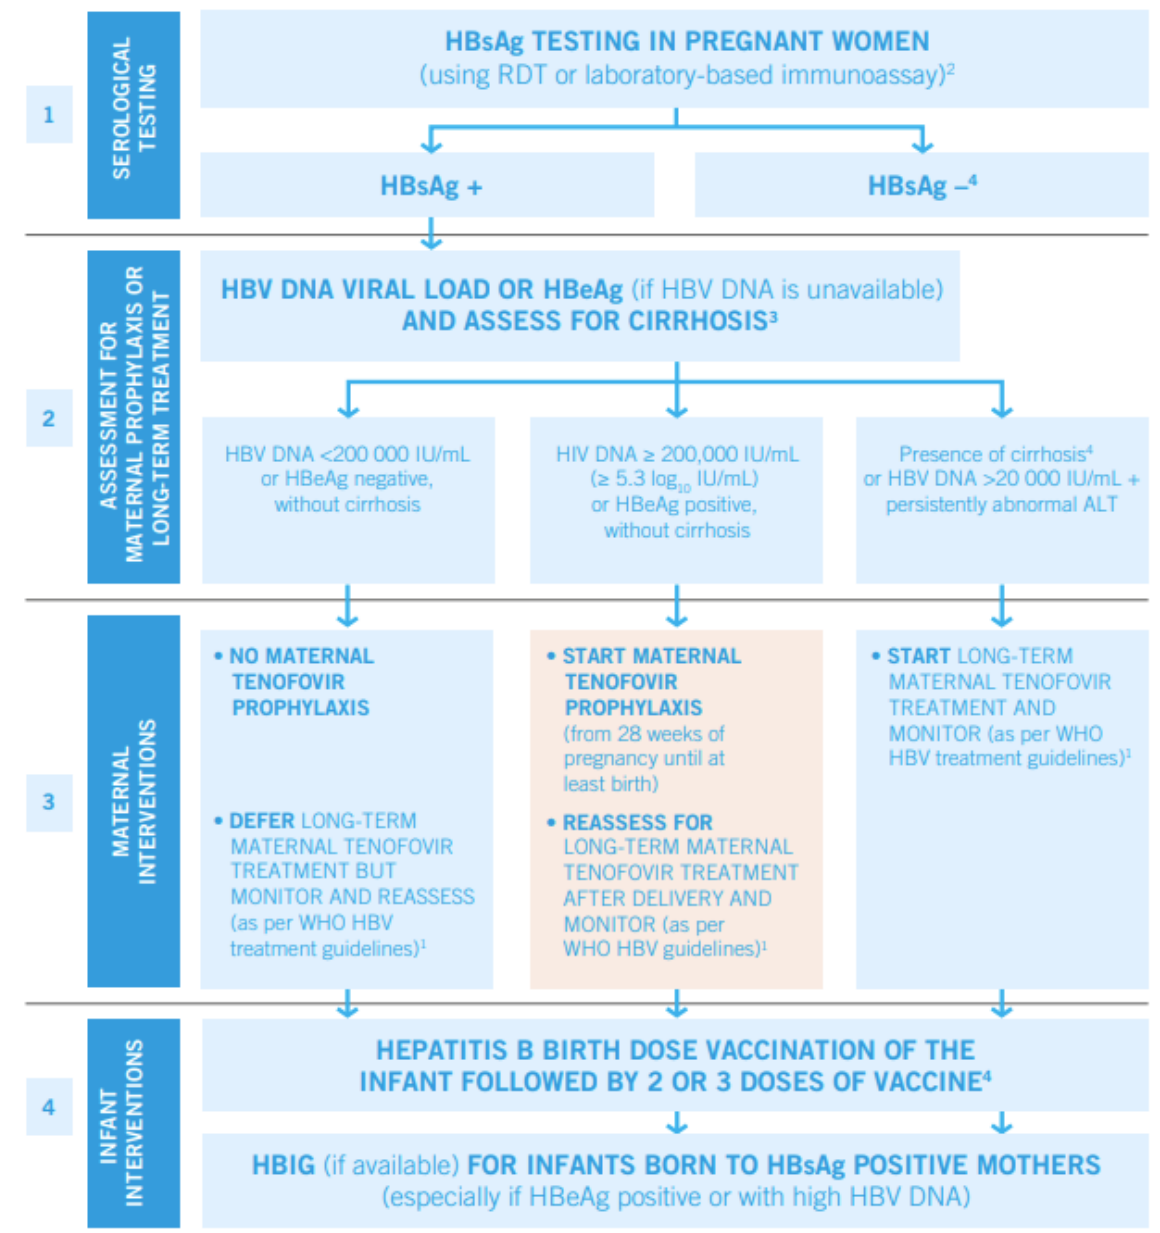 1
SEROLOGICAL
TESTING
HBsAg TESTING IN PREGNANT WOMEN
(using RDT or laboratory-based immunoassay)²
HBsAg +
HBsAg –⁴
2
ASSESSMENT FOR
MATERNAL PROPHYLAXIS OR
LONG-TERM TREATMENT
HBV DNA VIRAL LOAD OR HBeAg (if HBV DNA is unavailable)
AND ASSESS FOR CIRRHOSIS³
HBV DNA <200 000 IU/mL
or HBeAg negative,
without cirrhosis
HIV DNA ≥ 200,000 IU/mL
(≥ 5.3 log₁₀ IU/mL)
or HBeAg positive,
without cirrhosis
Presence of cirrhosis⁴
or HBV DNA >20 000 IU/mL +
persistently abnormal ALT
3
MATERNAL
INTERVENTIONS
• NO MATERNAL
TENOFOVIR
PROPHYLAXIS
• DEFER LONG-TERM
MATERNAL TENOFOVIR
TREATMENT BUT
MONITOR AND REASSESS
(as per WHO HBV
treatment guidelines)¹
• START MATERNAL
TENOFOVIR
PROPHYLAXIS
(from 28 weeks of
pregnancy until at
least birth)
• REASSESS FOR
LONG-TERM MATERNAL
TENOFOVIR TREATMENT
AFTER DELIVERY AND
MONITOR (as per
WHO HBV guidelines)¹
• START LONG-TERM
MATERNAL TENOFOVIR
TREATMENT AND
MONITOR (as per WHO
HBV treatment guidelines)¹
4
INFANT
INTERVENTIONS
HEPATITIS B BIRTH DOSE VACCINATION OF THE
INFANT FOLLOWED BY 2 OR 3 DOSES OF VACCINE⁴
HBIG (if available) FOR INFANTS BORN TO HBsAg POSITIVE MOTHERS
(especially if HBeAg positive or with high HBV DNA)